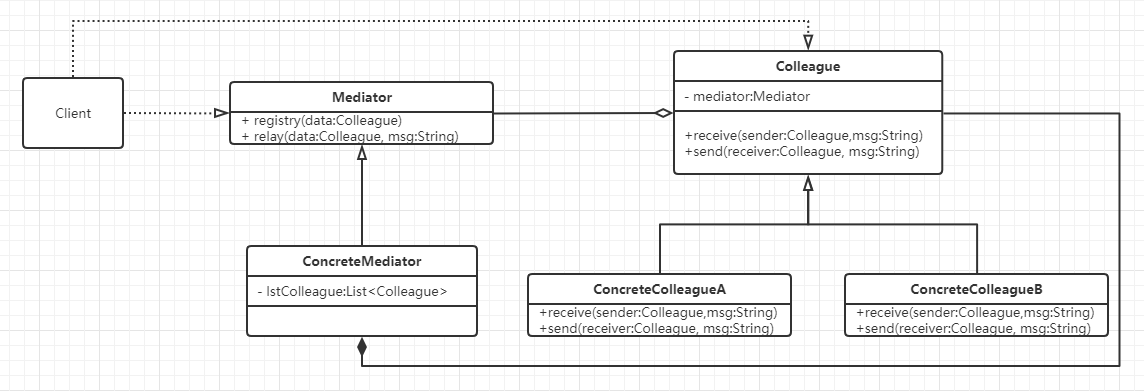 Client
Mediator
+ registry(data:Colleague)
+ relay(data:Colleague, msg:String)
Colleague
- mediator:Mediator
+receive(sender:Colleague,msg:String)
+send(receiver:Colleague, msg:String)
ConcreteMediator
- lstColleague:List<Colleague>
ConcreteColleagueA
+receive(sender:Colleague,msg:String)
+send(receiver:Colleague, msg:String)
ConcreteColleagueB
+receive(sender:Colleague,msg:String)
+send(receiver:Colleague, msg:String)